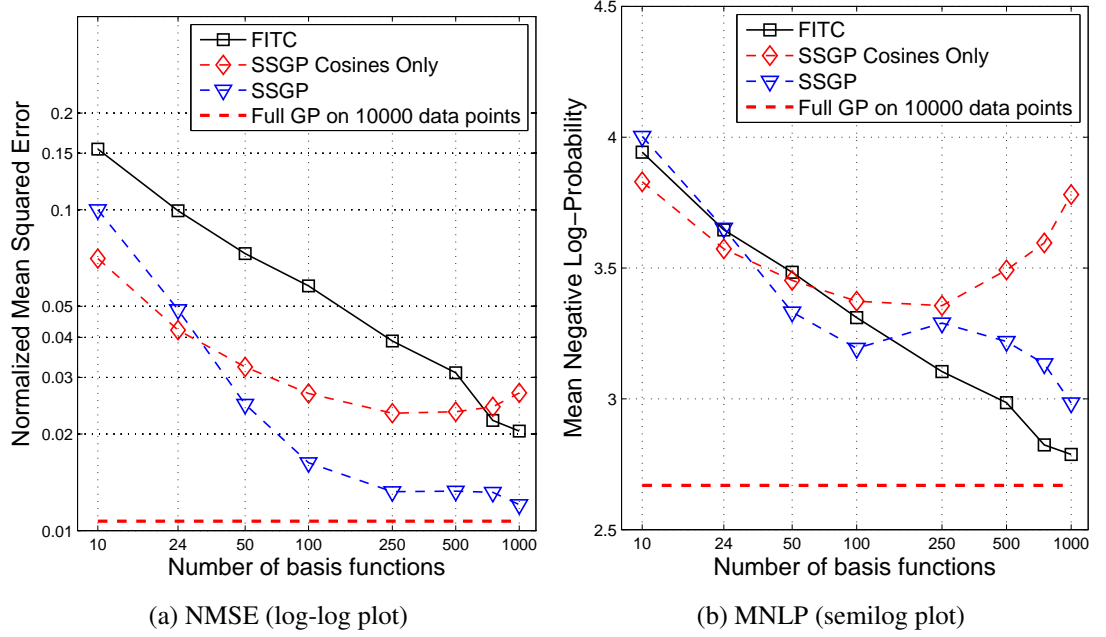 FITC
SSGP Cosines Only
SSGP
Full GP on 10000 data points
Normalized Mean Squared Error
0.2
0.15
0.1
0.05
0.04
0.03
0.02
0.01
10 24 50 100 250 500 1000
Number of basis functions
(a) NMSE (log-log plot)
FITC
SSGP Cosines Only
SSGP
Full GP on 10000 data points
Mean Negative Log-Probability
4.5
4
3.5
3
2.5
10 24 50 100 250 500 1000
Number of basis functions
(b) MNLP (semilog plot)